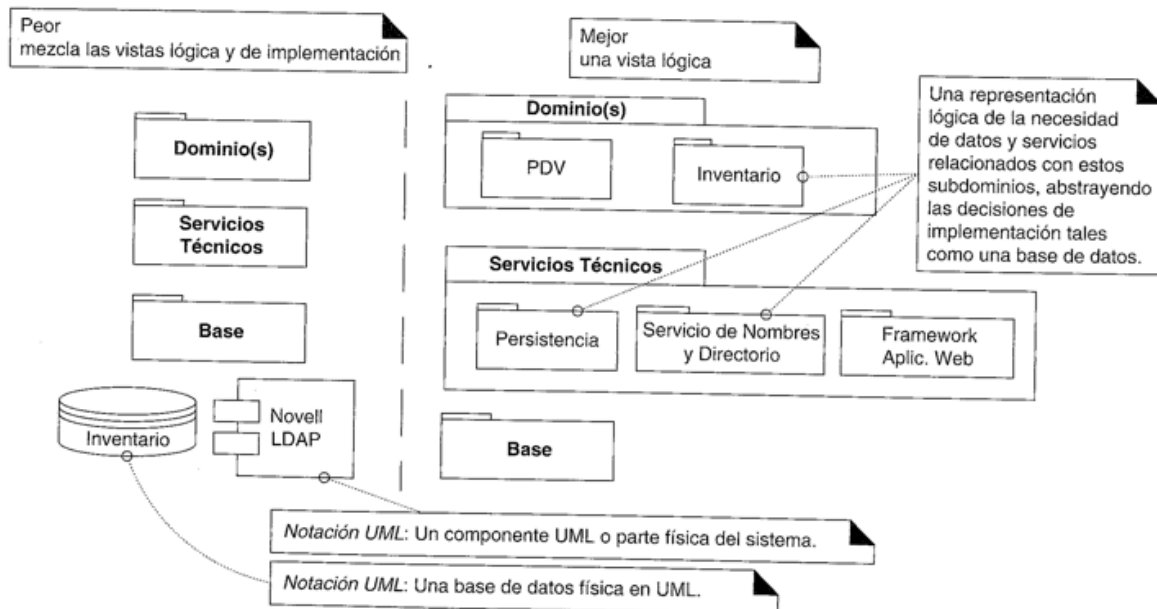 Peor
mezcla las vistas lógica y de implementación
Mejor
una vista lógica
Dominio(s)
Servicios
Técnicos
Base
Inventario
Novell
LDAP
Dominio(s)
PDV
Inventario
Servicios Técnicos
Persistencia
Servicio de Nombres
y Directorio
Framework
Aplic. Web
Base
Una representación
lógica de la necesidad
de datos y servicios
relacionados con estos
subdominios, abstrayendo
las decisiones de
implementación tales
como una base de datos.
Notación UML: Un componente UML o parte física del sistema.
Notación UML: Una base de datos física en UML.